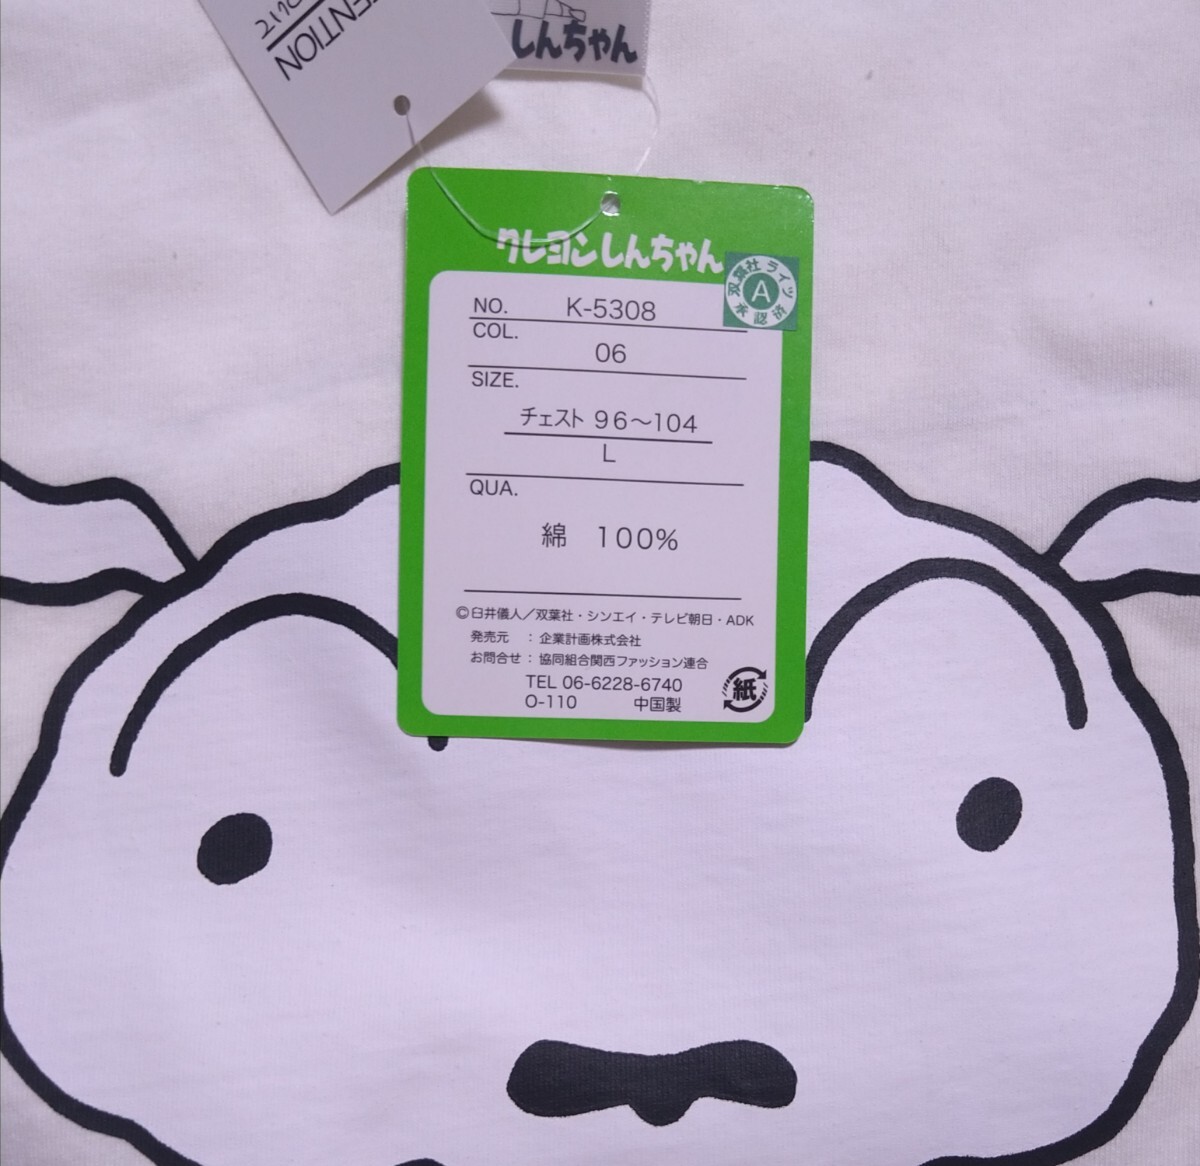 ATTENTION
しんちゃん
クレヨンしんちゃん
双葉社ライツ
A
承認済
NO. K-5308
COL.
06
SIZE.
チェスト 96〜104
L
QUA.
綿 100%
©臼井儀人／双葉社・シンエイ・テレビ朝日・ADK
発売元 ：企業計画株式会社
お問合せ：協同組合関西ファッション連合
TEL 06-6228-6740
O-110 中国製
紙